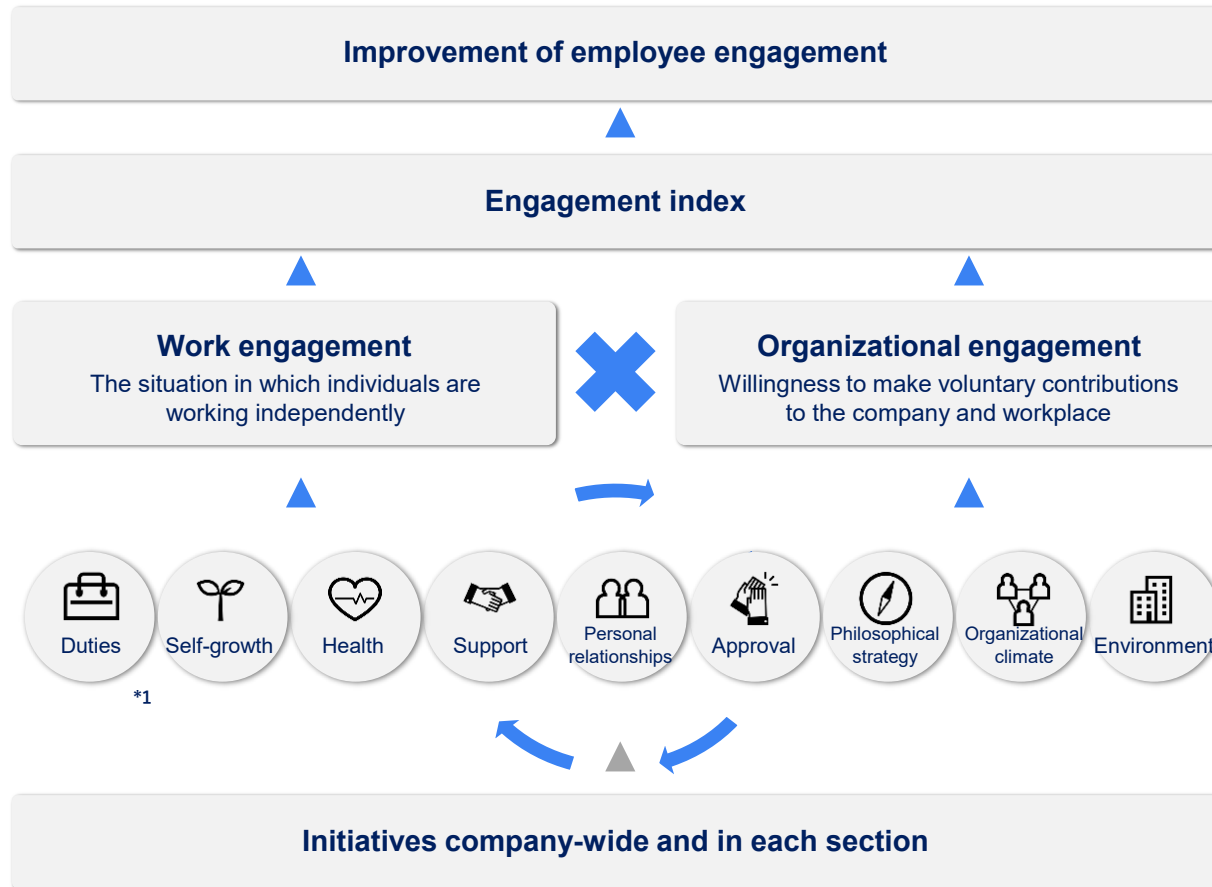 Improvement of employee engagement
Engagement index
Work engagement
The situation in which individuals are
working independently
Organizational engagement
Willingness to make voluntary contributions
to the company and workplace
Duties
Self-growth
Health
Support
Personal
relationships
Approval
Philosophical
strategy
Organizational
climate
Environment
*1
Initiatives company-wide and in each section